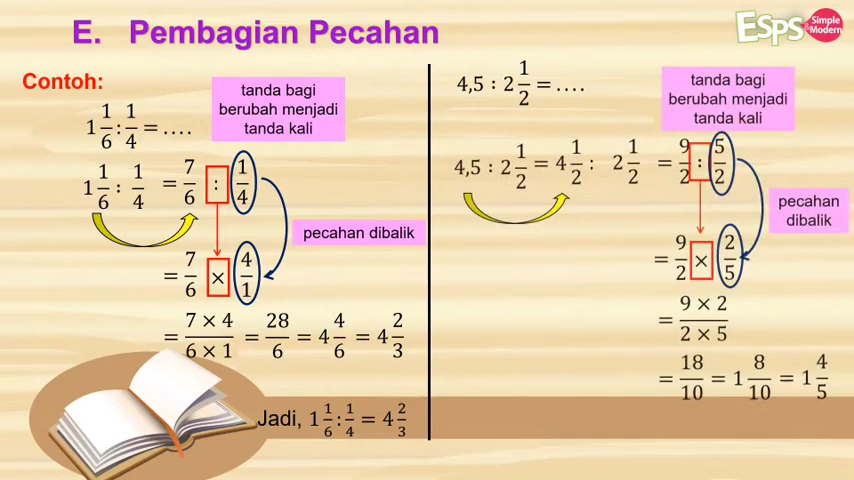 E. Pembagian Pecahan
ESPS Simple & Modern
Contoh:
1 1/6 : 1/4 = ....
tanda bagi
berubah menjadi
tanda kali
1 1/6 : 1/4 = 7/6 : 1/4
pecahan dibalik
= 7/6 × 4/1
= (7 × 4)/(6 × 1) = 28/6 = 4 4/6 = 4 2/3
Jadi, 1 1/6 : 1/4 = 4 2/3
4,5 : 2 1/2 = ....
tanda bagi
berubah menjadi
tanda kali
4,5 : 2 1/2 = 4 1/2 : 2 1/2 = 9/2 : 5/2
pecahan
dibalik
= 9/2 × 2/5
= (9 × 2)/(2 × 5)
= 18/10 = 1 8/10 = 1 4/5